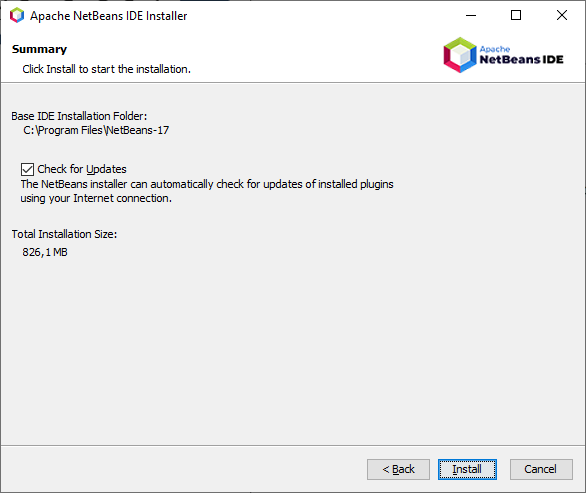 Apache NetBeans IDE Installer
Summary
Click Install to start the installation.
Apache
NetBeans IDE
Base IDE Installation Folder:
C:\Program Files\NetBeans-17
Check for Updates
The NetBeans installer can automatically check for updates of installed plugins
using your Internet connection.
Total Installation Size:
826,1 MB
< Back
Install
Cancel